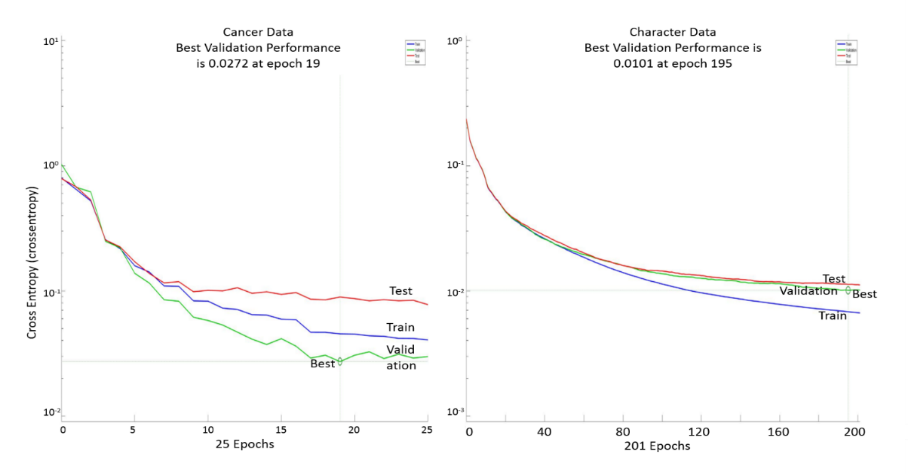 Cancer Data
Best Validation Performance
is 0.0272 at epoch 19
10¹
10⁰
10⁻¹
10⁻²
Cross Entropy (crossentropy)
Test
Train
Valid
ation
Best
0 5 10 15 20 25
25 Epochs
Character Data
Best Validation Performance is
0.0101 at epoch 195
10⁰
10⁻¹
10⁻²
10⁻³
Test
Validation
Best
Train
0 40 80 120 160 200
201 Epochs